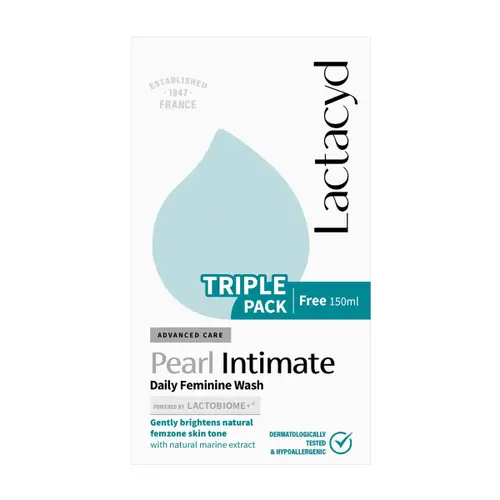 ESTABLISHED
· 1947 ·
FRANCE
Lactacyd
TRIPLE
PACK
Free 150ml
ADVANCED CARE
Pearl Intimate
Daily Feminine Wash
POWERED BY LACTOBIOME+®
Gently brightens natural
femzone skin tone
with natural marine extract
DERMATOLOGICALLY
TESTED
& HYPOALLERGENIC